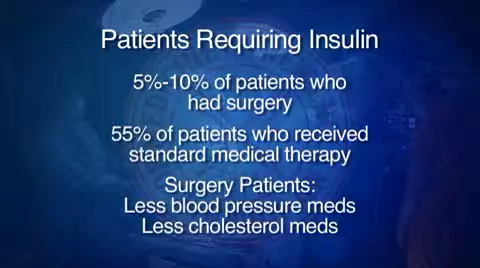 Patients Requiring Insulin
5%-10% of patients who
had surgery
55% of patients who received
standard medical therapy
Surgery Patients:
Less blood pressure meds
Less cholesterol meds